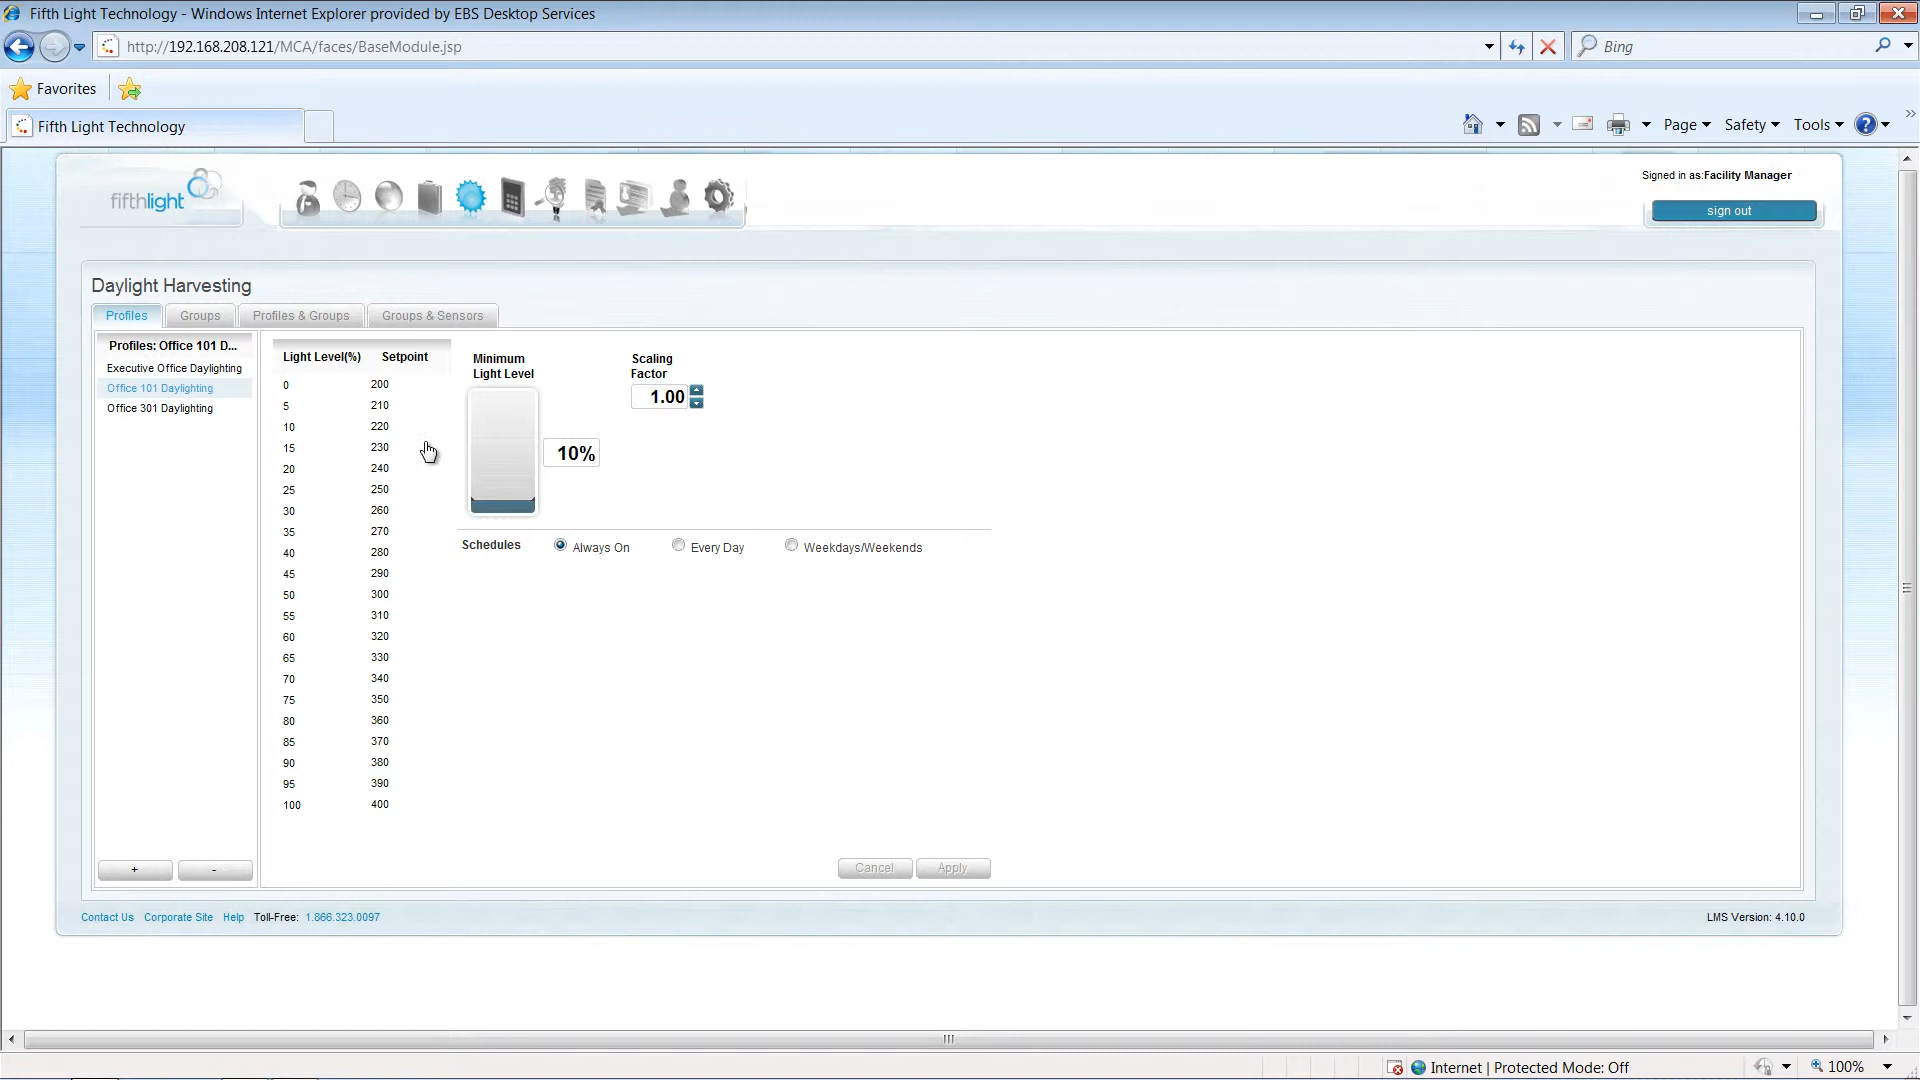 Fifth Light Technology - Windows Internet Explorer provided by EBS Desktop Services
http://192.168.208.121/MCA/faces/BaseModule.jsp
Bing
Favorites
Fifth Light Technology
Page Safety Tools
fifthlight
Signed in as:Facility Manager
sign out
Daylight Harvesting
Profiles Groups Profiles & Groups Groups & Sensors
Profiles: Office 101 D...
Executive Office Daylighting
Office 101 Daylighting
Office 301 Daylighting
+ -
Light Level(%) Setpoint
0 200
5 210
10 220
15 230
20 240
25 250
30 260
35 270
40 280
45 290
50 300
55 310
60 320
65 330
70 340
75 350
80 360
85 370
90 380
95 390
100 400
Minimum
Light Level
10%
Scaling
Factor
1.00
Schedules Always On Every Day Weekdays/Weekends
Cancel Apply
Contact Us Corporate Site Help Toll-Free: 1.866.323.0097
LMS Version: 4.10.0
Internet | Protected Mode: Off
100%